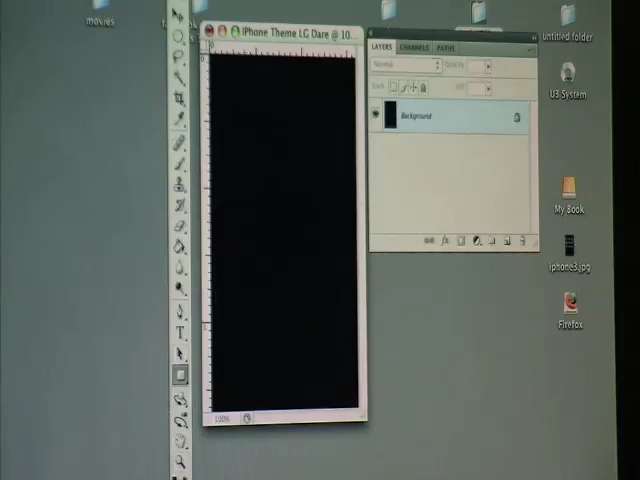 movies
iPhone Theme LG Dare @ 10...
untitled folder
LAYERS CHANNELS PATHS
Normal
Opacity:
Lock:
Fill:
Background
U3 System
My Book
iphone3.jpg
Firefox
T
100%